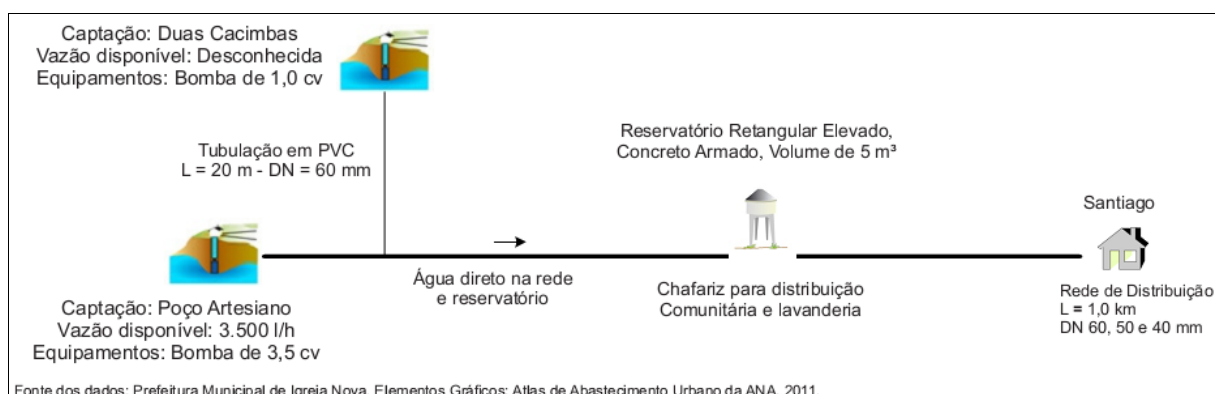 Captação: Duas Cacimbas
Vazão disponível: Desconhecida
Equipamentos: Bomba de 1,0 cv
Tubulação em PVC
L = 20 m - DN = 60 mm
Reservatório Retangular Elevado,
Concreto Armado, Volume de 5 m³
Santiago
Água direto na rede
e reservatório
Chafariz para distribuição
Comunitária e lavanderia
Rede de Distribuição
L = 1,0 km
DN 60, 50 e 40 mm
Captação: Poço Artesiano
Vazão disponível: 3.500 l/h
Equipamentos: Bomba de 3,5 cv
Fonte dos dados: Prefeitura Municipal de Igreja Nova. Elementos Gráficos: Atlas de Abastecimento Urbano da ANA, 2011